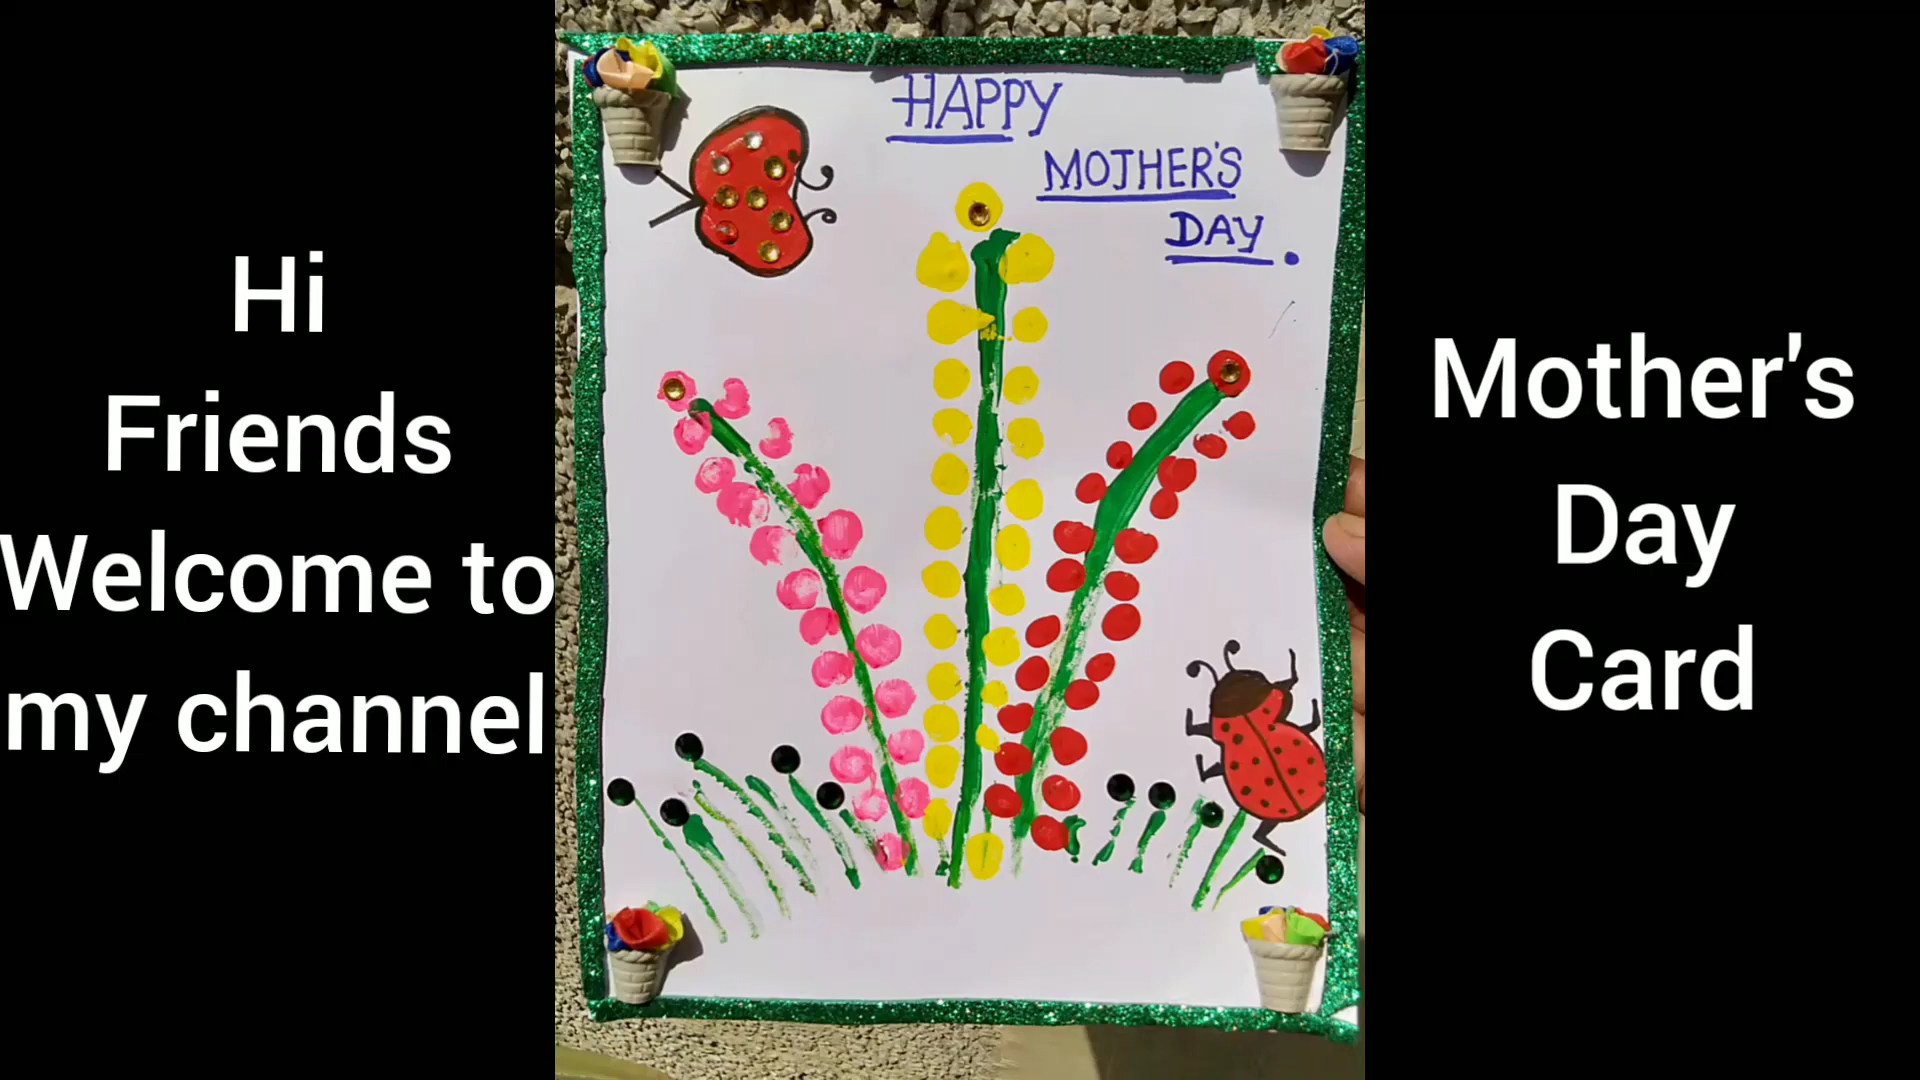 Hi
Friends
Welcome to
my channel
HAPPY
MOTHER'S
DAY.
Mother's
Day
Card